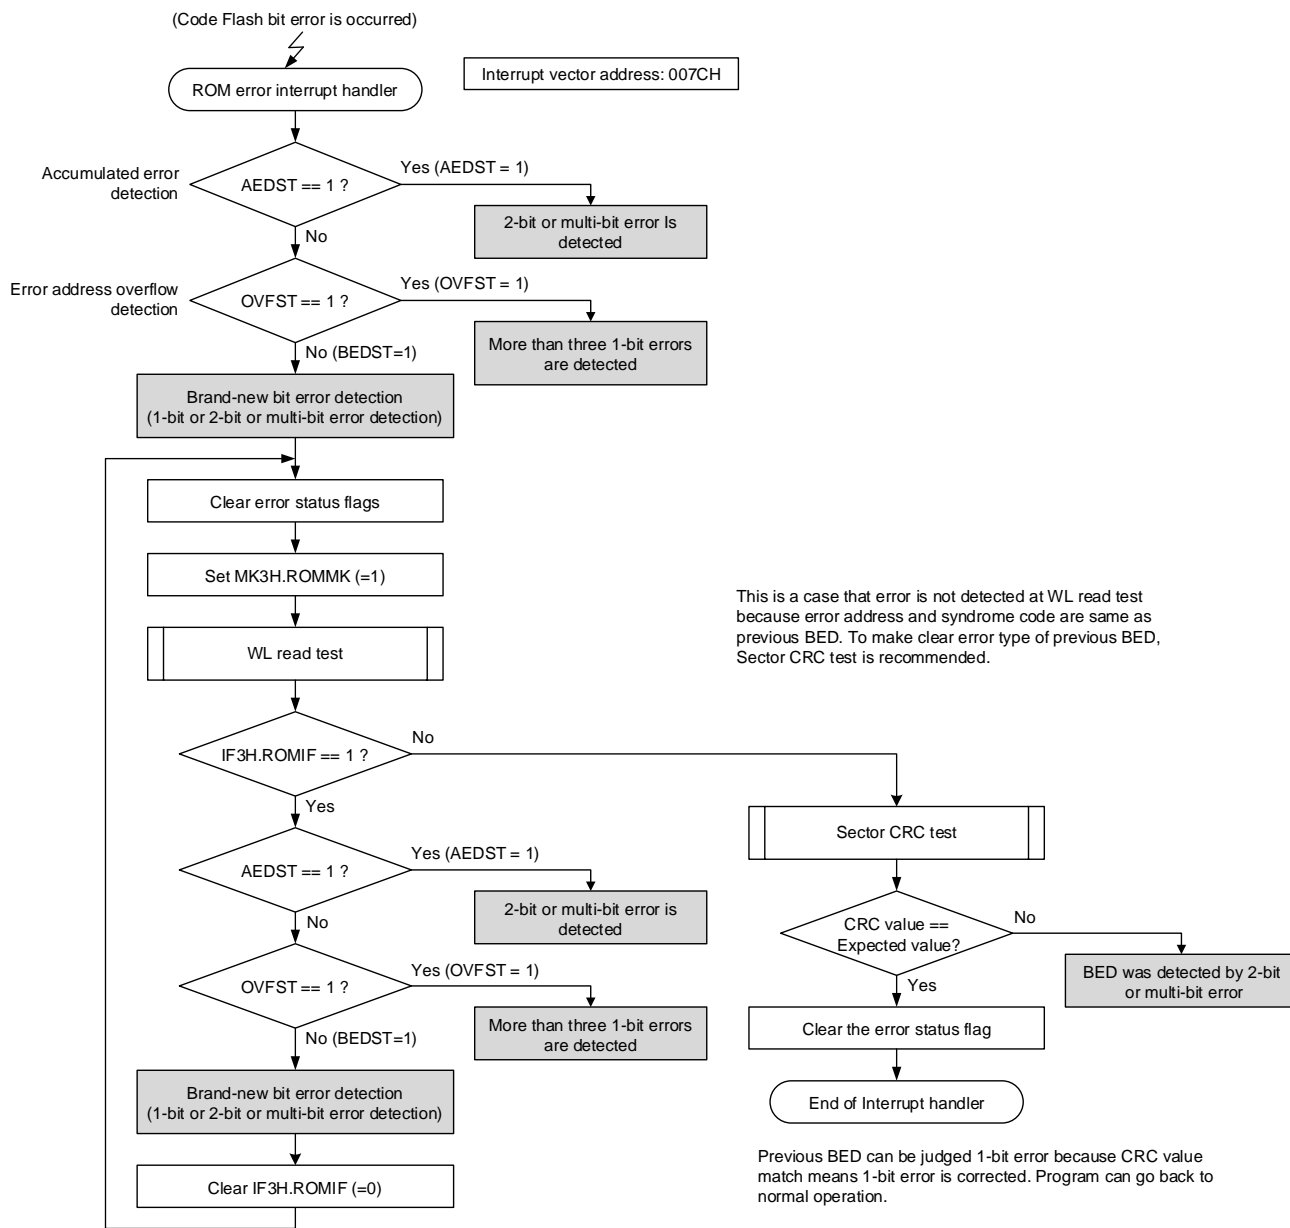 (Code Flash bit error is occurred)
Interrupt vector address: 007CH
ROM error interrupt handler
Accumulated error
detection
AEDST == 1 ?
Yes (AEDST = 1)
2-bit or multi-bit error Is
detected
No
Error address overflow
detection
OVFST == 1 ?
Yes (OVFST = 1)
More than three 1-bit errors
are detected
No (BEDST=1)
Brand-new bit error detection
(1-bit or 2-bit or multi-bit error detection)
Clear error status flags
Set MK3H.ROMMK (=1)
WL read test
This is a case that error is not detected at WL read test
because error address and syndrome code are same as
previous BED. To make clear error type of previous BED,
Sector CRC test is recommended.
IF3H.ROMIF == 1 ?
No
Yes
Sector CRC test
AEDST == 1 ?
Yes (AEDST = 1)
2-bit or multi-bit error is
detected
No
CRC value ==
Expected value?
No
BED was detected by 2-bit
or multi-bit error
Yes
OVFST == 1 ?
Yes (OVFST = 1)
More than three 1-bit errors
are detected
No (BEDST=1)
Clear the error status flag
Brand-new bit error detection
(1-bit or 2-bit or multi-bit error detection)
End of Interrupt handler
Clear IF3H.ROMIF (=0)
Previous BED can be judged 1-bit error because CRC value
match means 1-bit error is corrected. Program can go back to
normal operation.